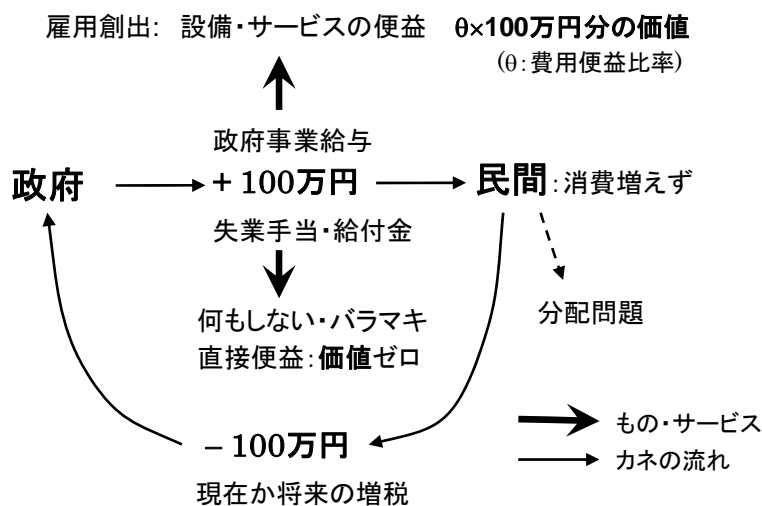 雇用創出: 設備・サービスの便益 θ×100万円分の価値
(θ:費用便益比率)
政府事業給与
政府 +100万円 民間:消費増えず
失業手当・給付金
何もしない・バラマキ
直接便益:価値ゼロ
分配問題
－100万円
現在か将来の増税
もの・サービス
カネの流れ